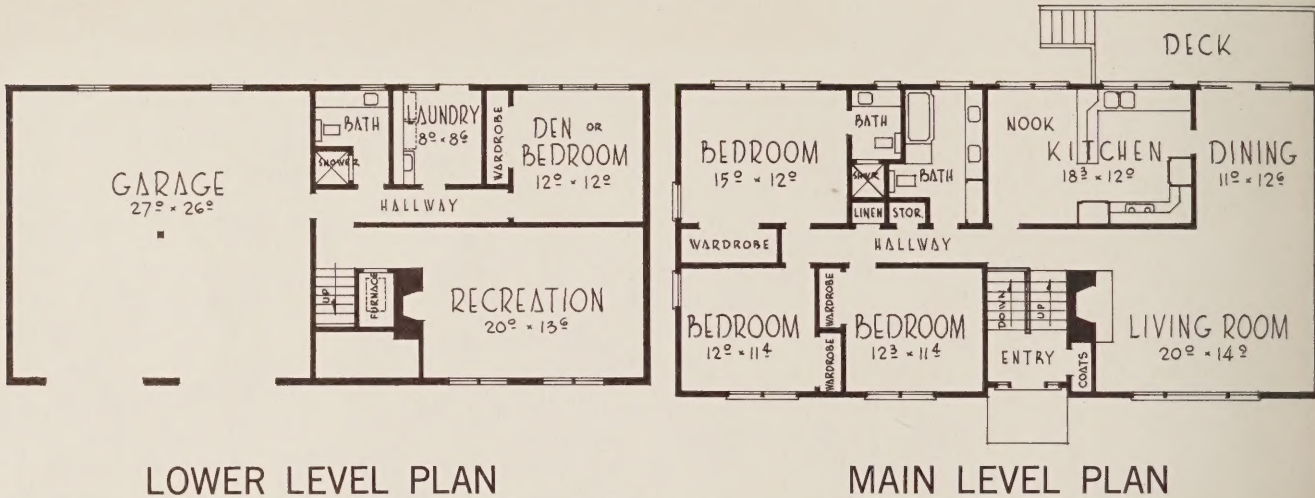 GARAGE
27⁰ × 26⁰
BATH
SHOWER
LAUNDRY
8⁰ × 8⁶
WARDROBE
DEN OR
BEDROOM
12⁰ × 12⁰
HALLWAY
UP
FURNACE
RECREATION
20⁰ × 13⁶
LOWER LEVEL PLAN
DECK
BEDROOM
15⁰ × 12⁰
BATH
SHWR
LINEN
BATH
STOR.
NOOK
KITCHEN
18³ × 12⁰
DINING
11⁰ × 12⁶
WARDROBE
HALLWAY
BEDROOM
12⁰ × 11⁴
WARDROBE
WARDROBE
BEDROOM
12³ × 11⁴
DOWN
UP
ENTRY
COATS
LIVING ROOM
20⁰ × 14⁹
MAIN LEVEL PLAN